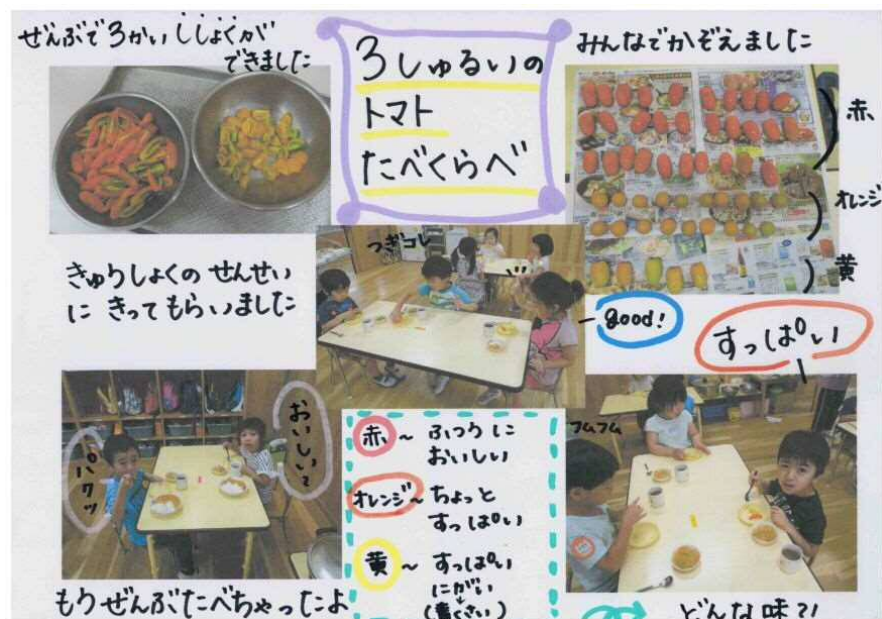 ぜんぶで3かいししょくが
できました
3しゅるいの
トマト
たべくらべ
みんなでかぞえました
赤
オレンジ
黄
きゅうしょくの せんせい
に きって もらいました
つぎコレ
good!
すっぱい
おいしい〜
パクッ
フムフム
赤〜ふつうに
おいしい
オレンジ〜ちょっと
すっぱい
黄〜すっぱい
にがい
(青くさい)
もうぜんぶたべちゃったよ
どんな味?!